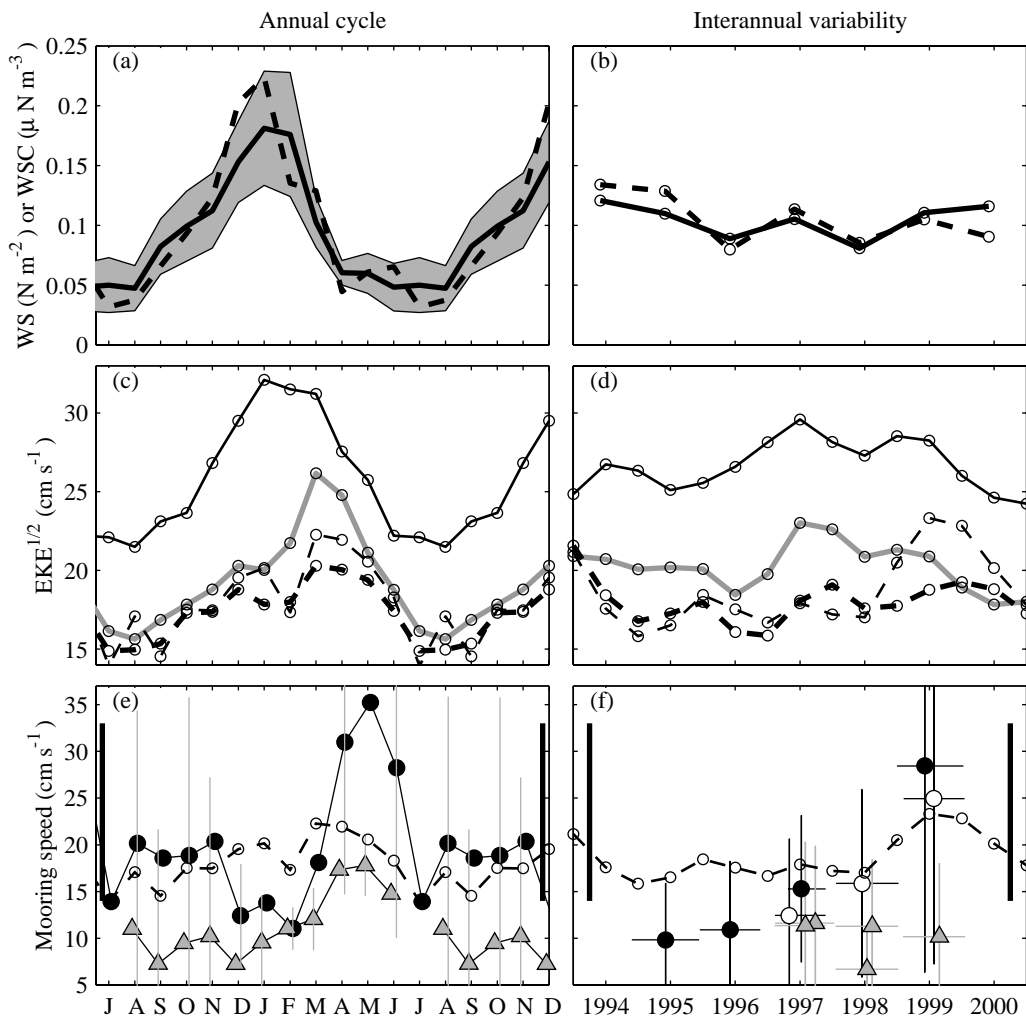 Annual cycle
Interannual variability
(a)
(b)
0.25
0.2
0.15
0.1
0.05
0
WS (N m⁻²) or WSC (μ N m⁻³)
(c)
(d)
30
25
20
15
EKE^1/2 (cm s⁻¹)
(e)
(f)
35
30
25
20
15
10
5
Mooring speed (cm s⁻¹)
J A S O N D J F M A M J J A S O N D
1994 1995 1996 1997 1998 1999 2000